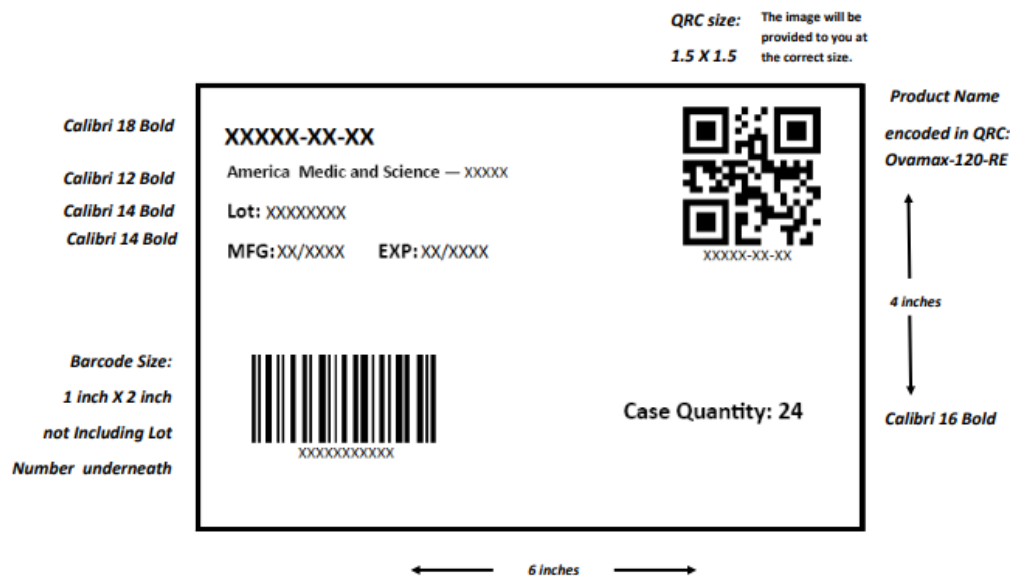 QRC size:
1.5 X 1.5
The image will be
provided to you at
the correct size.
Calibri 18 Bold
Calibri 12 Bold
Calibri 14 Bold
Calibri 14 Bold
XXXXX-XX-XX
America Medic and Science — XXXXX
Lot: XXXXXXXX
MFG: XX/XXXX EXP: XX/XXXX
XXXXX-XX-XX
Product Name
encoded in QRC:
Ovamax-120-RE
4 inches
Barcode Size:
1 inch X 2 inch
not Including Lot
Number underneath
XXXXXXXXXXX
Case Quantity: 24
Calibri 16 Bold
6 inches